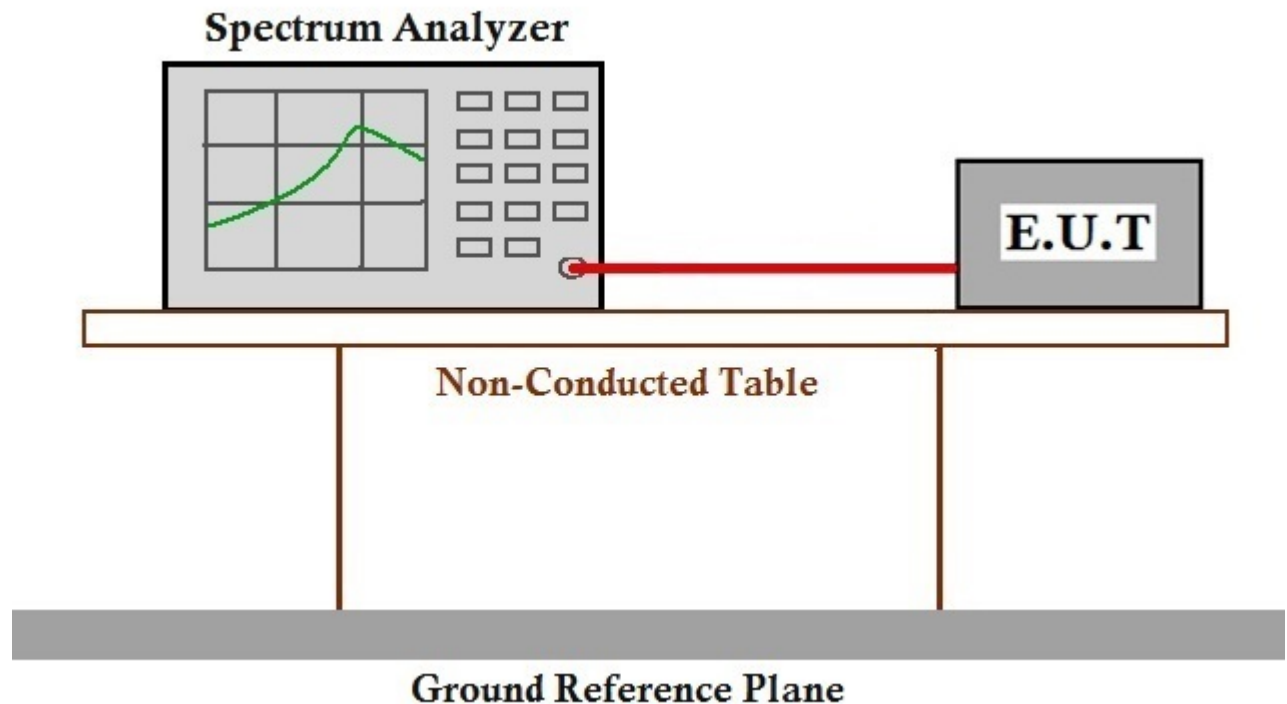 Spectrum Analyzer
E.U.T
Non-Conducted Table
Ground Reference Plane